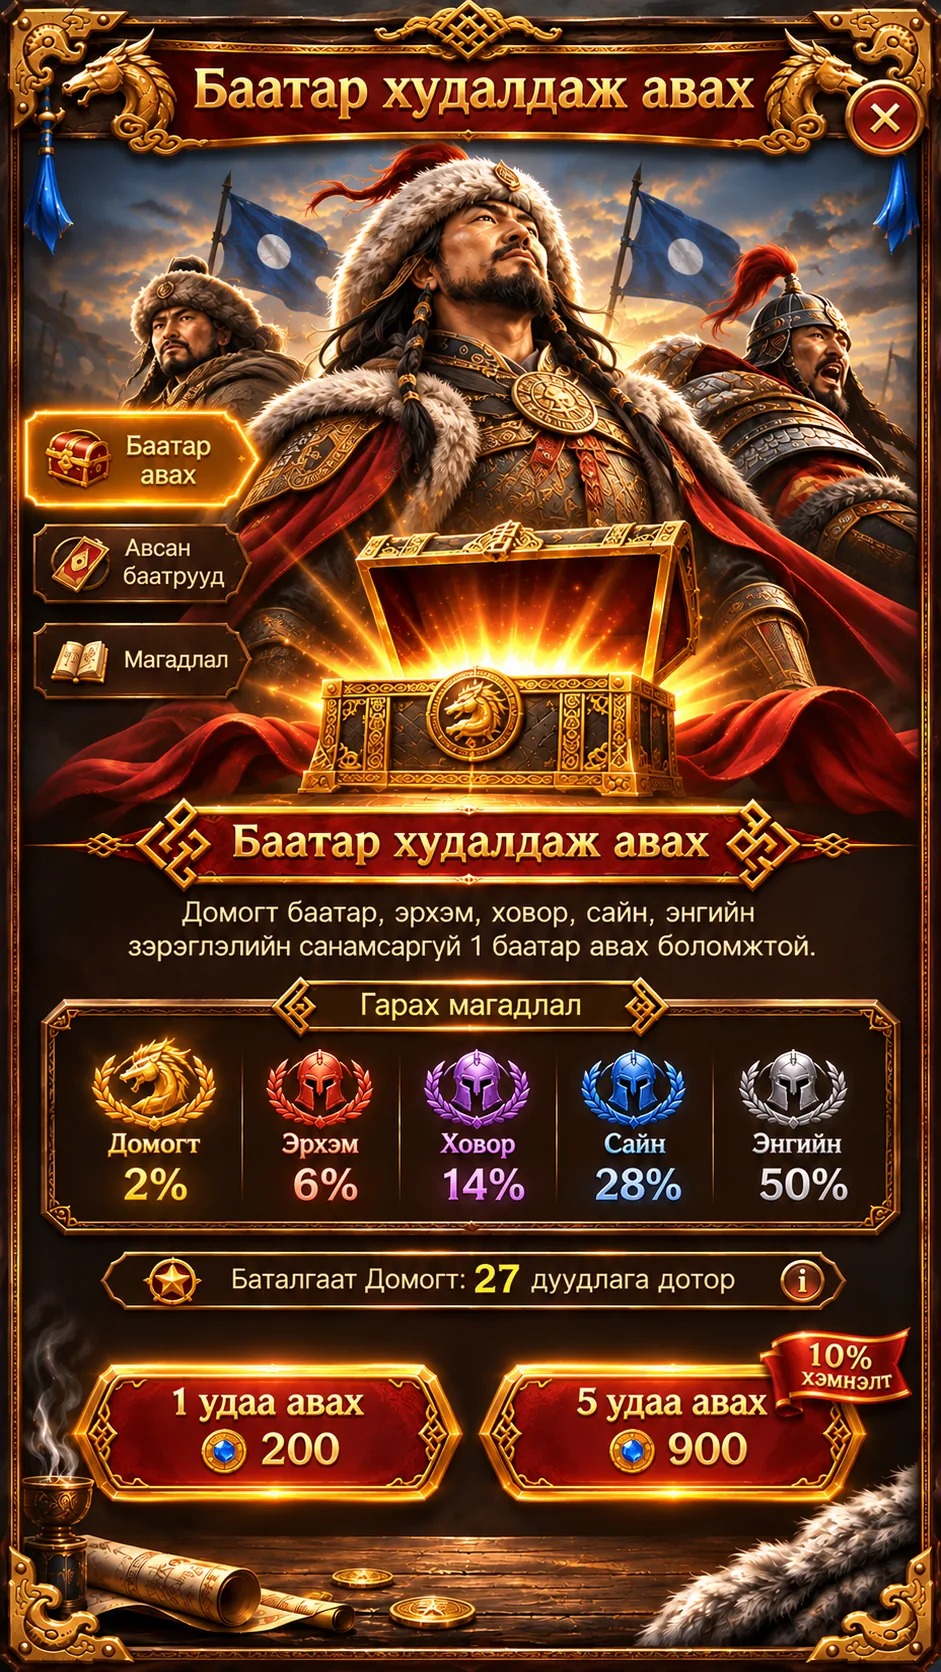 Баатар худалдаж авах
Баатар
авах
Авсан
баатрууд
Магадлал
Баатар худалдаж авах
Домогт баатар, эрхэм, ховор, сайн, энгийн
зэрэглэлийн санамсаргүй 1 баатар авах боломжтой.
Гарах магадлал
Домогт
2%
Эрхэм
6%
Ховор
14%
Сайн
28%
Энгийн
50%
Баталгаат Домогт: 27 дуудлага дотор
i
1 удаа авах
200
10%
хэмнэлт
5 удаа авах
900